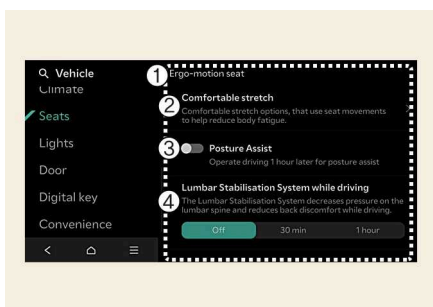 Vehicle
Climate
Seats
Lights
Door
Digital key
Convenience
1 Ergo-motion seat
2 Comfortable stretch
Comfortable stretch options, that use seat movements
to help reduce body fatigue.
3 Posture Assist
Operate driving 1 hour later for posture assist
Lumbar Stabilisation System while driving
4 The Lumbar Stabilisation System decreases pressure on the
lumbar spine and reduces back discomfort while driving.
Off 30 min 1 hour